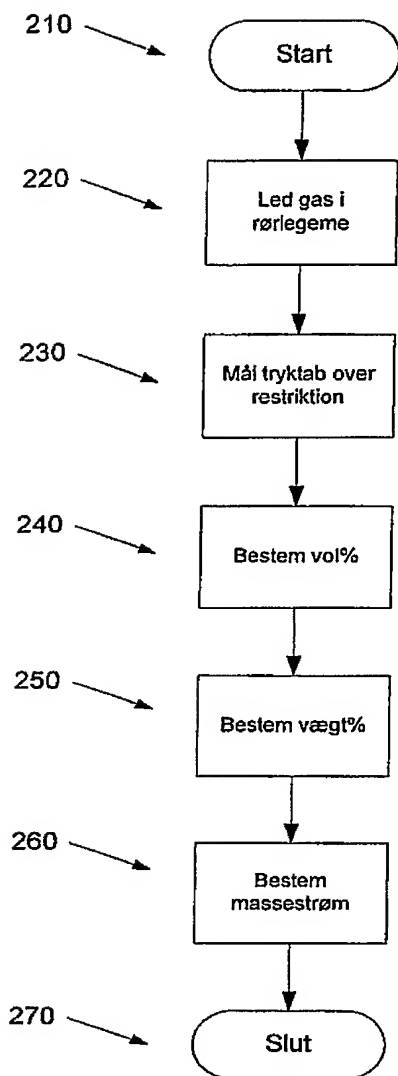 210
Start
220
Led gas i
rørlegeme
230
Mål tryktab over
restriktion
240
Bestem vol%
250
Bestem vægt%
260
Bestem
massestrøm
270
Slut